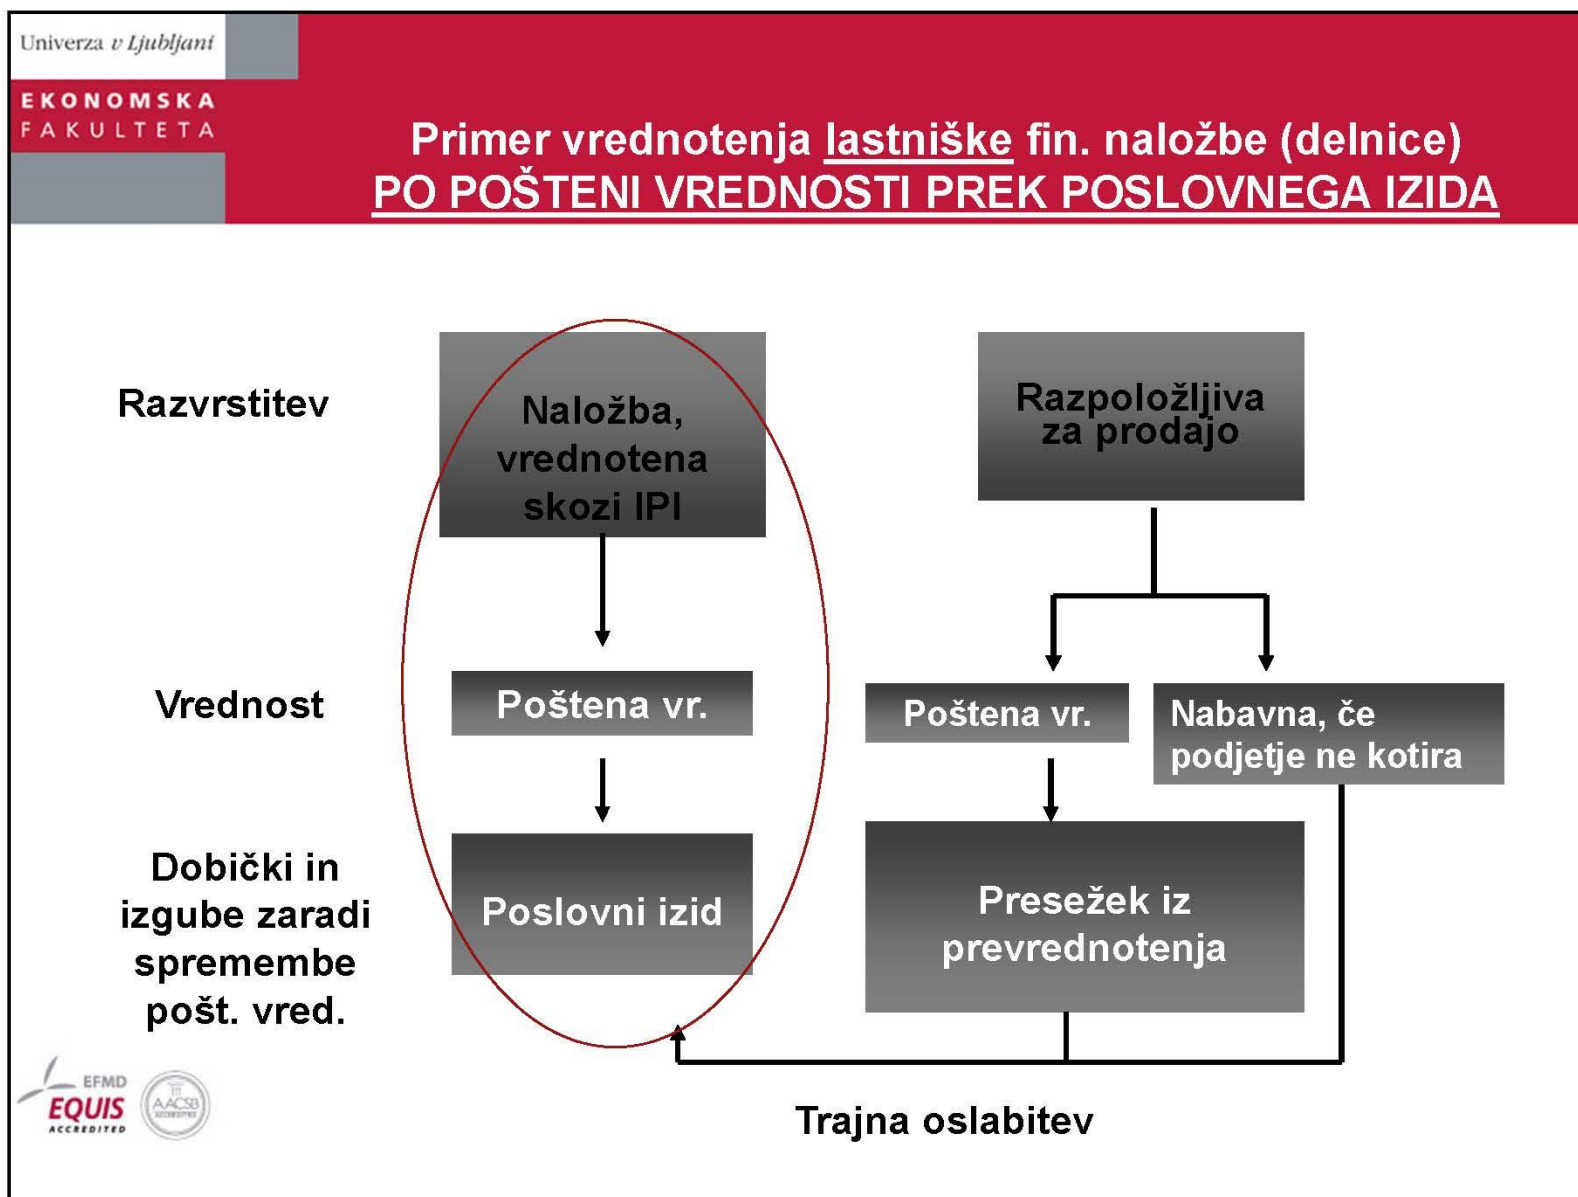 Univerza v Ljubljani
EKONOMSKA
FAKULTETA
Primer vrednotenja lastniške fin. naložbe (delnice)
PO POŠTENI VREDNOSTI PREK POSLOVNEGA IZIDA
Razvrstitev
Naložba,
vrednotena
skozi IPI
Razpoložljiva
za prodajo
Vrednost
Poštena vr.
Poštena vr.
Nabavna, če
podjetje ne kotira
Dobički in
izgube zaradi
spremembe
pošt. vred.
Poslovni izid
Presežek iz
prevrednotenja
Trajna oslabitev
EFMD
EQUIS
ACCREDITED
AACSB
ACCREDITED